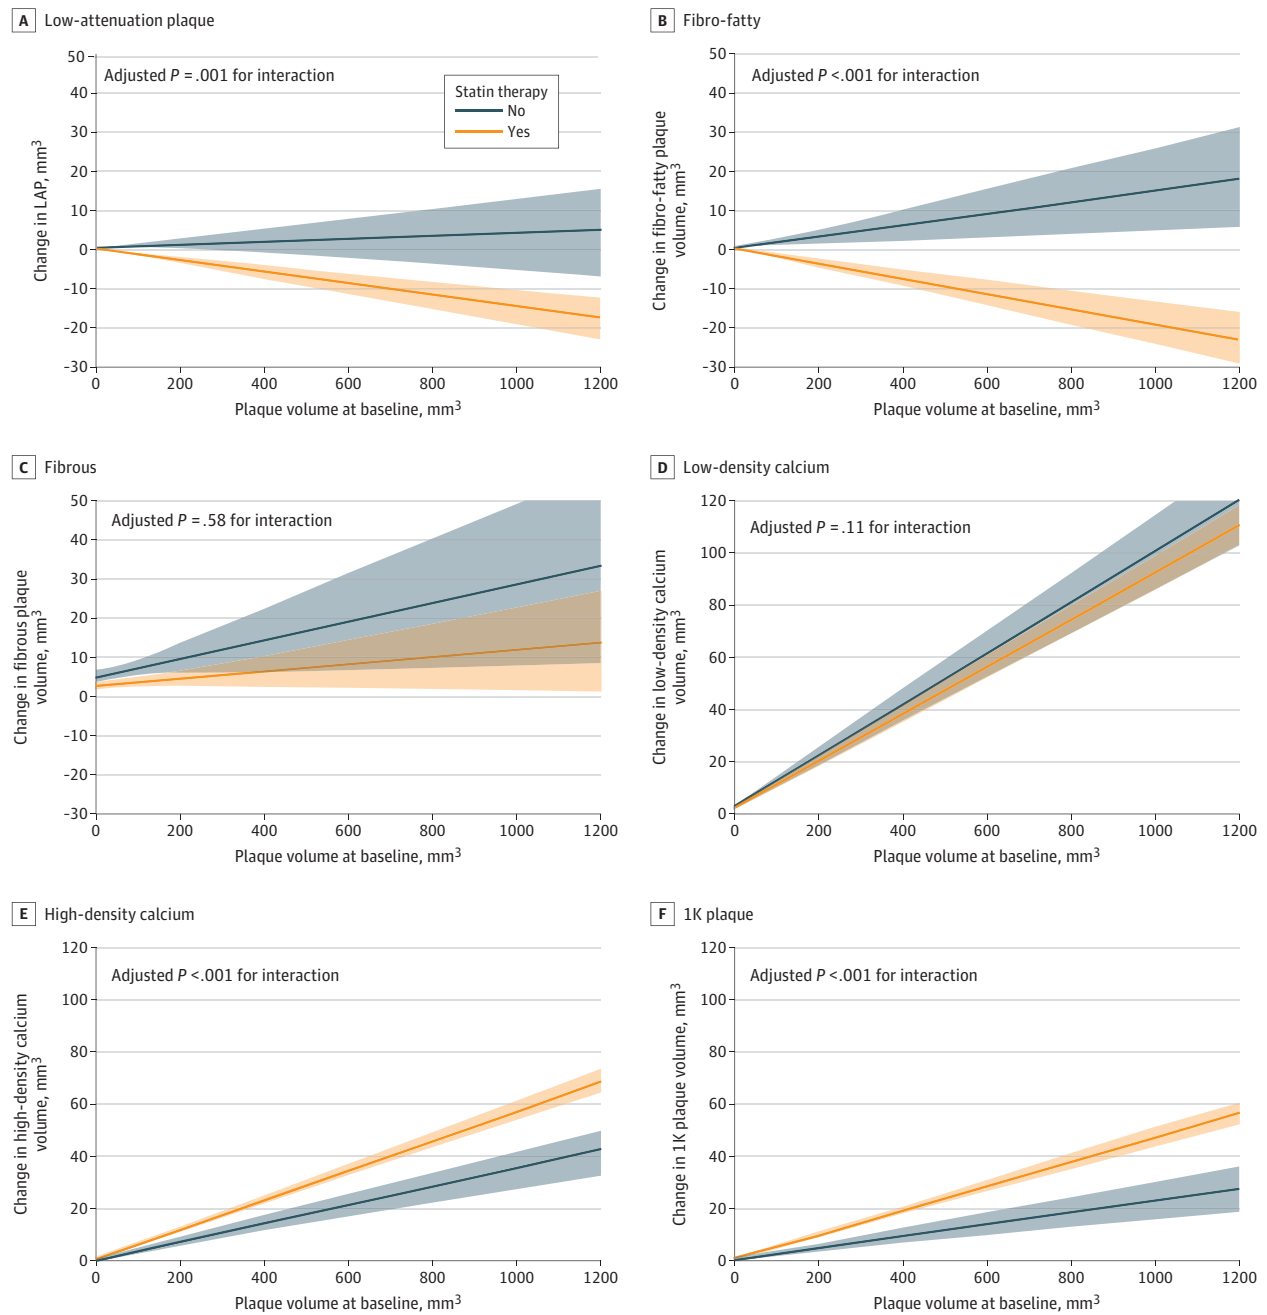 A Low-attenuation plaque
50
Adjusted P = .001 for interaction
40
30
20
10
0
-10
-20
-30
Change in LAP, mm3
Statin therapy
No
Yes
0 200 400 600 800 1000 1200
Plaque volume at baseline, mm3
B Fibro-fatty
50
Adjusted P <.001 for interaction
40
30
20
10
0
-10
-20
-30
Change in fibro-fatty plaque
volume, mm3
0 200 400 600 800 1000 1200
Plaque volume at baseline, mm3
C Fibrous
50
Adjusted P = .58 for interaction
40
30
20
10
0
-10
-20
-30
Change in fibrous plaque
volume, mm3
0 200 400 600 800 1000 1200
Plaque volume at baseline, mm3
D Low-density calcium
120
Adjusted P = .11 for interaction
100
80
60
40
20
0
Change in low-density calcium
volume, mm3
0 200 400 600 800 1000 1200
Plaque volume at baseline, mm3
E High-density calcium
120
Adjusted P <.001 for interaction
100
80
60
40
20
0
Change in high-density calcium
volume, mm3
0 200 400 600 800 1000 1200
Plaque volume at baseline, mm3
F 1K plaque
120
Adjusted P <.001 for interaction
100
80
60
40
20
0
Change in 1K plaque volume, mm3
0 200 400 600 800 1000 1200
Plaque volume at baseline, mm3